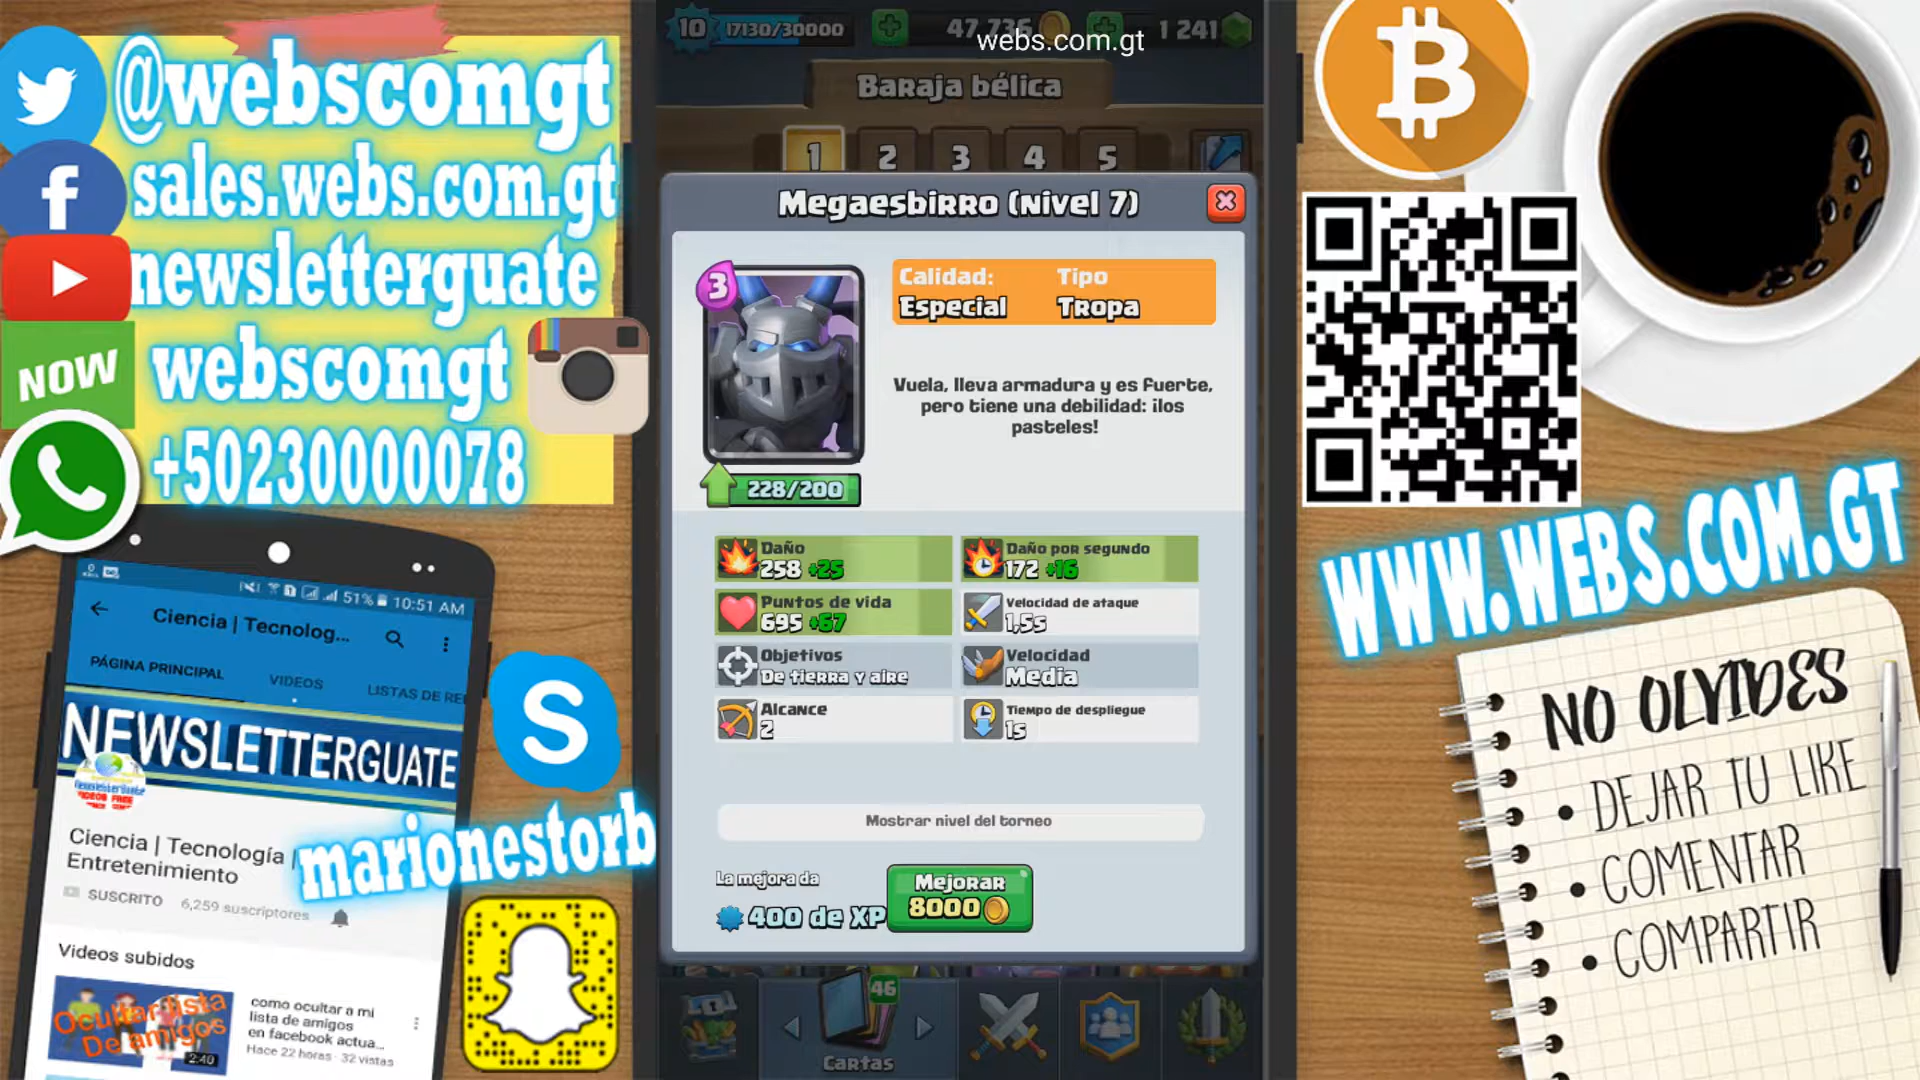 @webscomgt
sales.webs.com.gt
newsletterguate
NOW
webscomgt
+50230000078
51% 10:51 AM
Ciencia | Tecnolog...
PÁGINA PRINCIPAL
VIDEOS
LISTAS DE RE
NEWSLETTERGUATE
Ciencia | Tecnología |
Entretenimiento
SUSCRITO
6,259 suscriptores
Videos subidos
Ocultar lista
De amigos
2:40
como ocultar a mi
lista de amigos
en facebook actua...
Hace 22 horas · 32 vistas
S
marionestorb
10
17130/30000
47 736
1 241
webs.com.gt
Baraja bélica
1
2
3
4
5
Megaesbirro (Nivel 7)
3
Calidad:
Especial
Tipo
Tropa
Vuela, lleva armadura y es fuerte,
pero tiene una debilidad: ¡los
pasteles!
228/200
Daño
258 +25
Daño por segundo
172 +16
Puntos de vida
695 +67
Velocidad de ataque
1,5s
Objetivos
De tierra y aire
Velocidad
Media
Alcance
2
Tiempo de despliegue
1s
Mostrar nivel del torneo
La mejora da
400 de XP
Mejorar
8000
46
Cartas
WWW.WEBS.COM.GT
NO OLVIDES
• DEJAR TU LIKE
• COMENTAR
• COMPARTIR